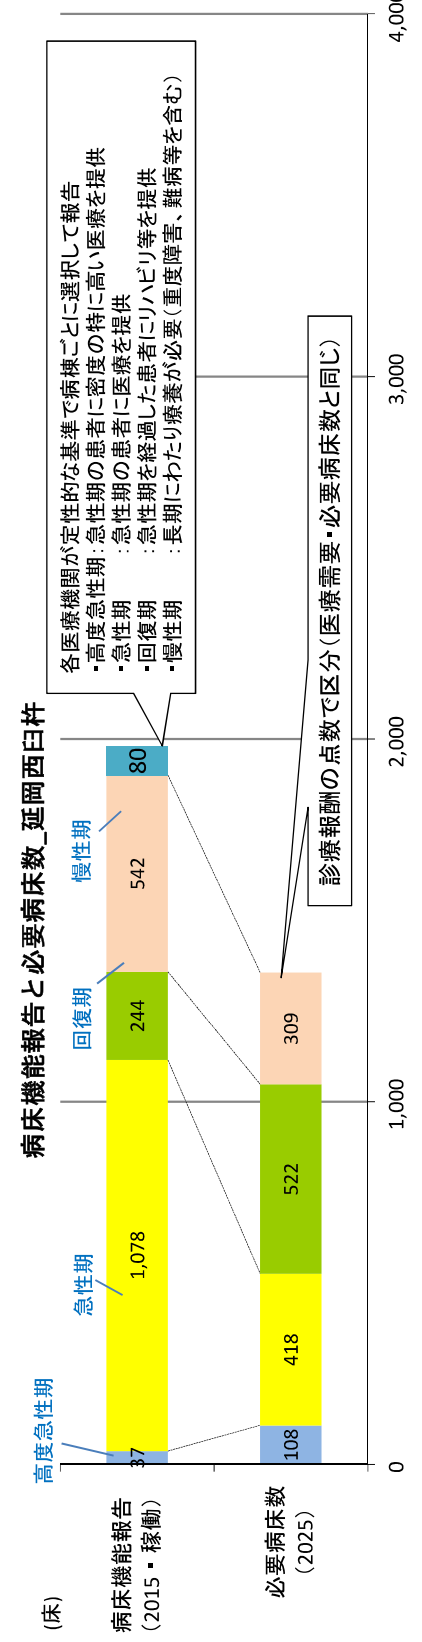 病床機能報告と必要病床数_延岡西臼杵
(床)
高度急性期
急性期
回復期
慢性期
病床機能報告
（2015・稼働）
37
1,078
244
542
80
各医療機関が定性的な基準で病棟ごとに選択して報告
・高度急性期：急性期の患者に密度の特に高い医療を提供
・急性期　　：急性期の患者に医療を提供
・回復期　　：急性期を経過した患者にリハビリ等を提供
・慢性期　　：長期にわたり療養が必要（重度障害、難病等を含む）
必要病床数
（2025）
108
418
522
309
診療報酬の点数で区分（医療需要・必要病床数と同じ）
0
1,000
2,000
3,000
4,000